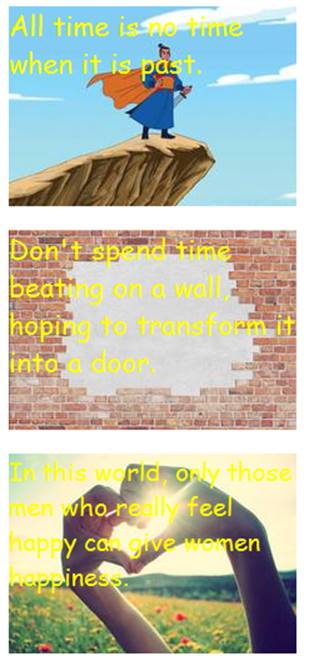 All time is no time
when it is past.
Don't spend time
beating on a wall,
hoping to transform it
into a door.
In this world, only those
men who really feel
happy can give women
happiness.